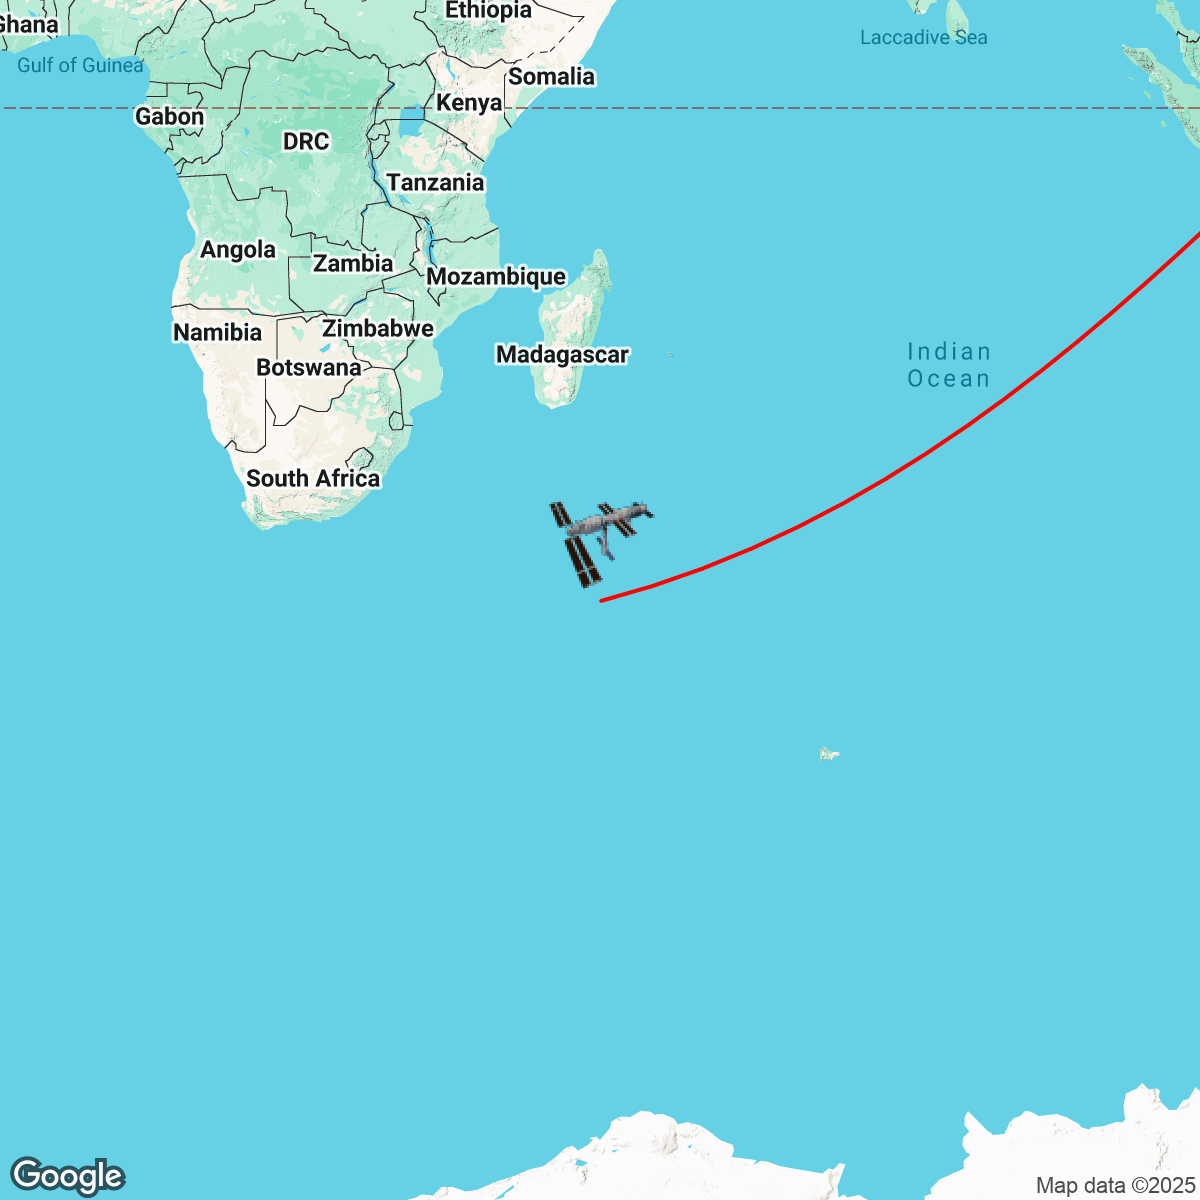 Ethiopia
Ghana
Laccadive Sea
Gulf of Guinea
Somalia
Kenya
Gabon
DRC
Tanzania
Angola
Zambia
Mozambique
Namibia
Zimbabwe
Madagascar
Indian
Ocean
Botswana
South Africa
Google
Map data ©2025